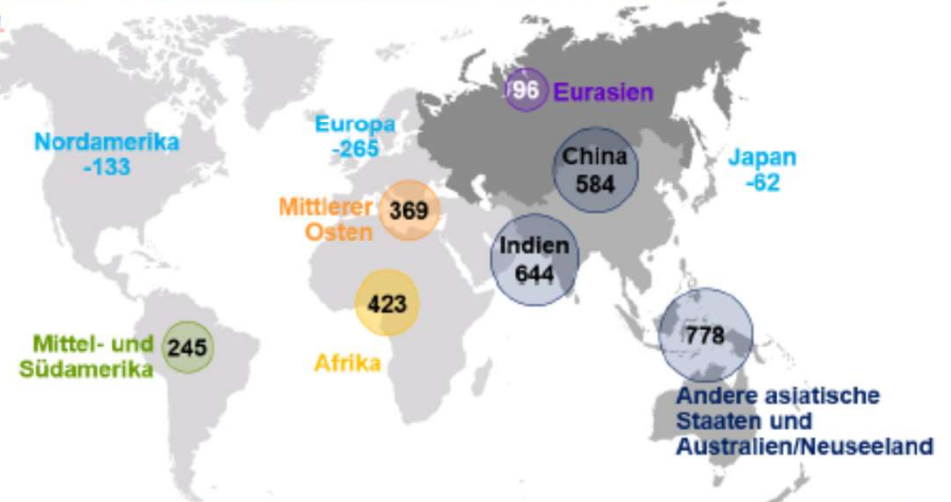 96 Eurasien
Nordamerika
-133
Europa
-265
China
584
Japan
-62
Mittlerer
Osten
369
Indien
644
423
Afrika
Mittel- und
Südamerika
245
778
Andere asiatische
Staaten und
Australien/Neuseeland